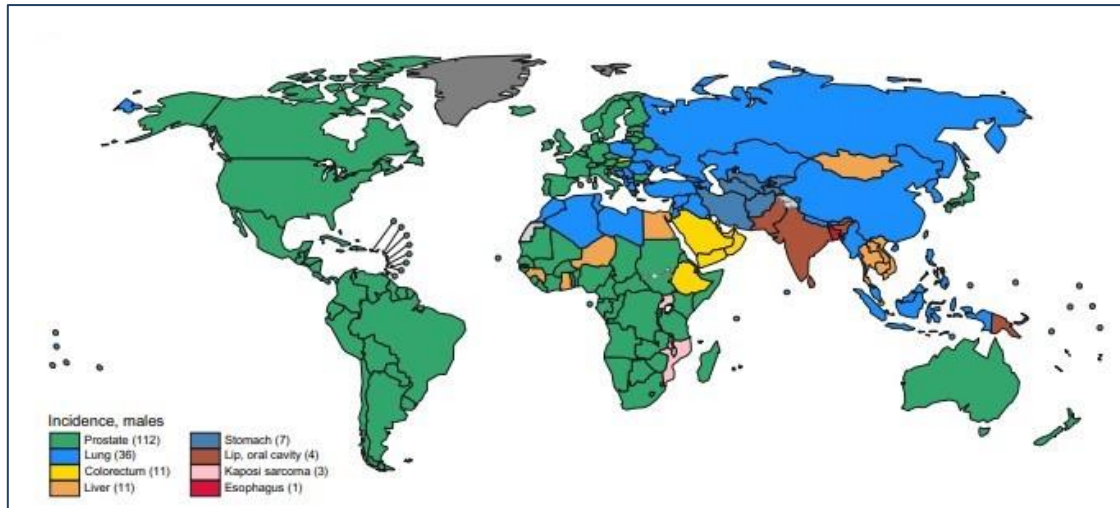 Incidence, males
Prostate (112)
Lung (36)
Colorectum (11)
Liver (11)
Stomach (7)
Lip, oral cavity (4)
Kaposi sarcoma (3)
Esophagus (1)